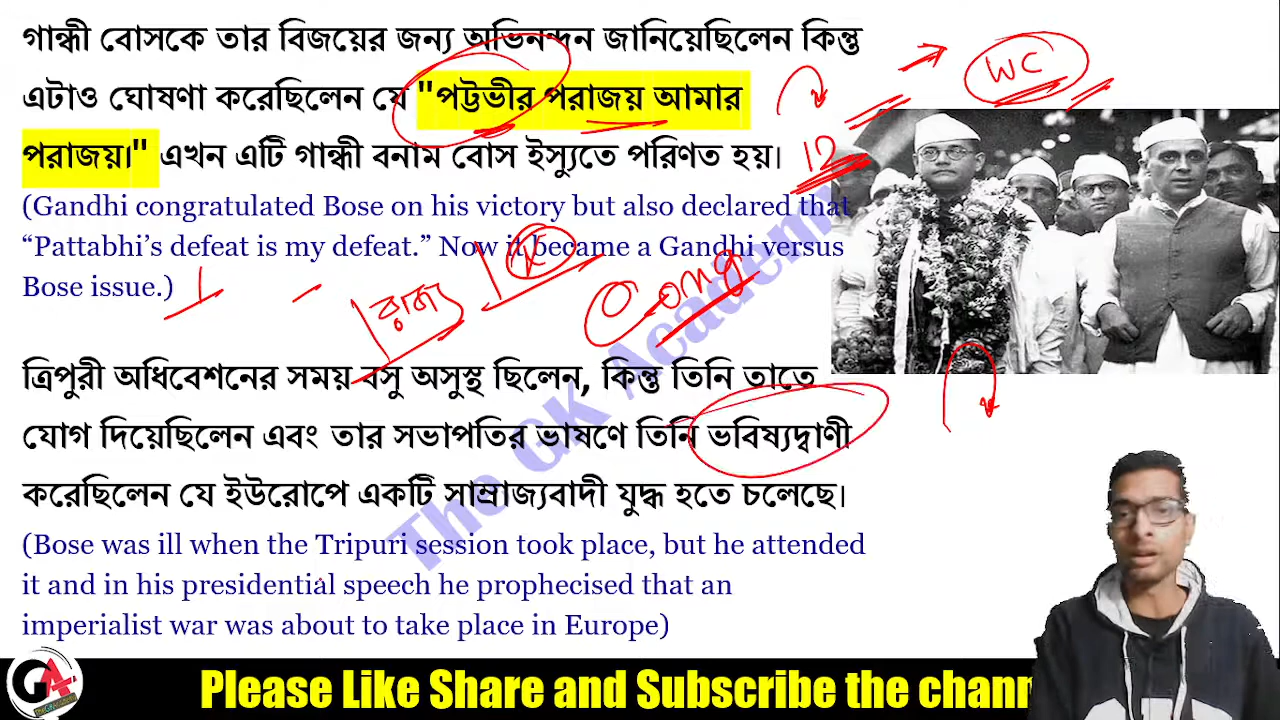 গান্ধী বোসকে তার বিজয়ের জন্য অভিনন্দন জানিয়েছিলেন কিন্তু
এটাও ঘোষণা করেছিলেন যে "পট্টভীর পরাজয় আমার
পরাজয়।" এখন এটি গান্ধী বনাম বোস ইস্যুতে পরিণত হয়।
(Gandhi congratulated Bose on his victory but also declared that
“Pattabhi’s defeat is my defeat.” Now it became a Gandhi versus
Bose issue.)
WC
12
রাজ্য
Cong
ত্রিপুরী অধিবেশনের সময় বসু অসুস্থ ছিলেন, কিন্তু তিনি তাতে
যোগ দিয়েছিলেন এবং তার সভাপতির ভাষণে তিনি ভবিষ্যদ্বাণী
করেছিলেন যে ইউরোপে একটি সাম্রাজ্যবাদী যুদ্ধ হতে চলেছে।
(Bose was ill when the Tripuri session took place, but he attended
it and in his presidential speech he prophecised that an
imperialist war was about to take place in Europe)
The GK Academy
GA
Please Like Share and Subscribe the chann